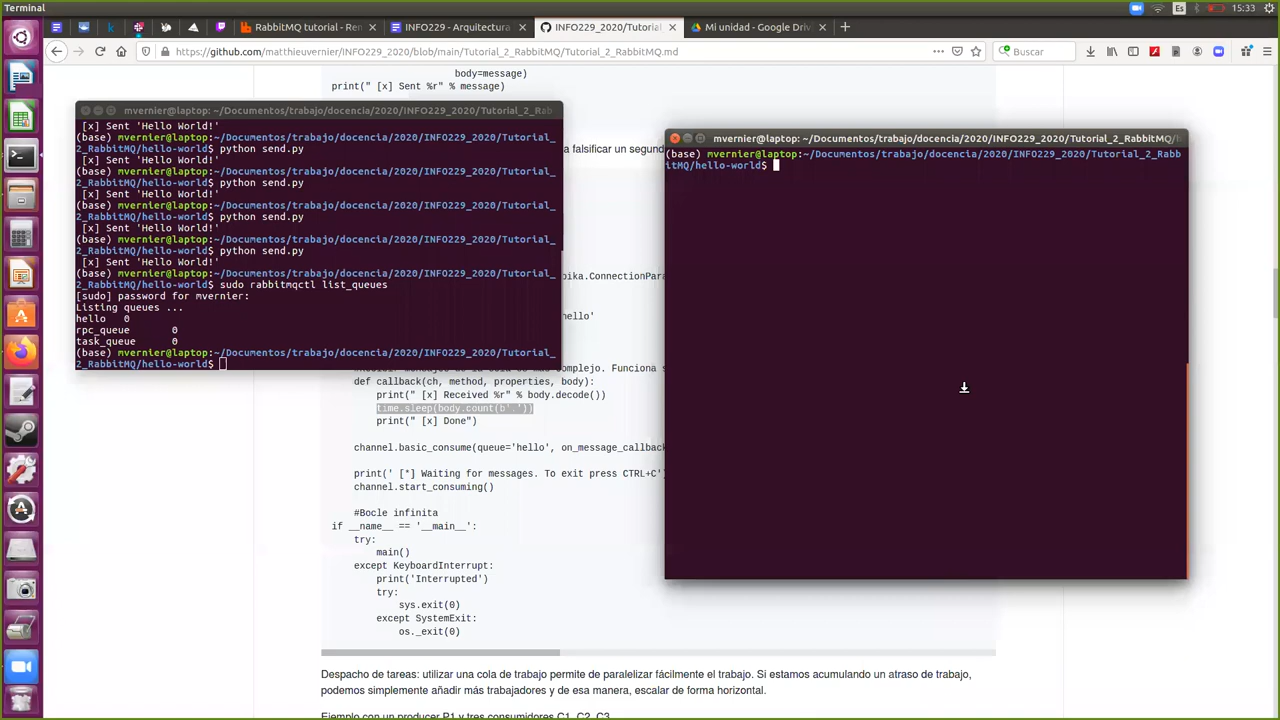 Terminal
Es
15:33
RabbitMQ tutorial - Ren
INFO229 - Arquitectura
INFO229_2020/Tutorial
Mi unidad - Google Driv
https://github.com/matthieuvernier/INFO229_2020/blob/main/Tutorial_2_RabbitMQ/Tutorial_2_RabbitMQ.md
Buscar
body=message)
print(" [x] Sent %r" % message)
mvernier@laptop: ~/Documentos/trabajo/docencia/2020/INFO229_2020/Tutorial_2_Rab
[x] Sent 'Hello World!'
(base) mvernier@laptop:~/Documentos/trabajo/docencia/2020/INFO229_2020/Tutorial_
2_RabbitMQ/hello-world$ python send.py
[x] Sent 'Hello World!'
(base) mvernier@laptop:~/Documentos/trabajo/docencia/2020/INFO229_2020/Tutorial_
2_RabbitMQ/hello-world$ python send.py
[x] Sent 'Hello World!'
(base) mvernier@laptop:~/Documentos/trabajo/docencia/2020/INFO229_2020/Tutorial_
2_RabbitMQ/hello-world$ python send.py
[x] Sent 'Hello World!'
(base) mvernier@laptop:~/Documentos/trabajo/docencia/2020/INFO229_2020/Tutorial_
2_RabbitMQ/hello-world$ python send.py
[x] Sent 'Hello World!'
(base) mvernier@laptop:~/Documentos/trabajo/docencia/2020/INFO229_2020/Tutorial_
2_RabbitMQ/hello-world$ sudo rabbitmqctl list_queues
[sudo] password for mvernier:
Listing queues ...
hello 0
rpc_queue 0
task_queue 0
(base) mvernier@laptop:~/Documentos/trabajo/docencia/2020/INFO229_2020/Tutorial_
2_RabbitMQ/hello-world$
mvernier@laptop: ~/Documentos/trabajo/docencia/2020/INFO229_2020/Tutorial_2_RabbitMQ/
(base) mvernier@laptop:~/Documentos/trabajo/docencia/2020/INFO229_2020/Tutorial_2_Rabb
itMQ/hello-world$
a falsificar un segund
pika.ConnectionPara
hello'
def callback(ch, method, properties, body):
print(" [x] Received %r" % body.decode())
time.sleep(body.count(b'.'))
print(" [x] Done")
channel.basic_consume(queue='hello', on_message_callback
print(' [*] Waiting for messages. To exit press CTRL+C')
channel.start_consuming()
#Bocle infinita
if __name__ == '__main__':
try:
main()
except KeyboardInterrupt:
print('Interrupted')
try:
sys.exit(0)
except SystemExit:
os._exit(0)
Despacho de tareas: utilizar una cola de trabajo permite de paralelizar fácilmente el trabajo. Si estamos acumulando un atraso de trabajo,
podemos simplemente añadir más trabajadores y de esa manera, escalar de forma horizontal.
Ejemplo con un producer P1 y tres consumidores C1, C2, C3